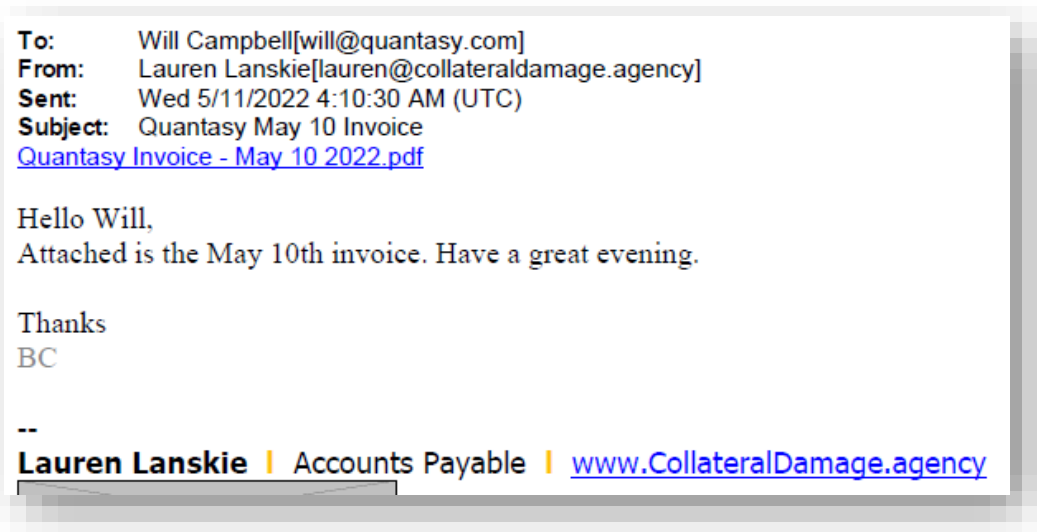 To: Will Campbell[will@quantasy.com]
From: Lauren Lanskie[lauren@collateraldamage.agency]
Sent: Wed 5/11/2022 4:10:30 AM (UTC)
Subject: Quantasy May 10 Invoice
Quantasy Invoice - May 10 2022.pdf
Hello Will,
Attached is the May 10th invoice. Have a great evening.
Thanks
BC
--
Lauren Lanskie | Accounts Payable | www.CollateralDamage.agency